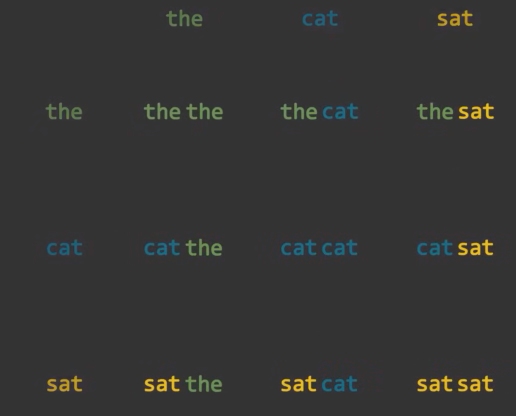 the cat sat
the the the the cat the sat
cat cat the cat cat cat sat
sat sat the sat cat sat sat